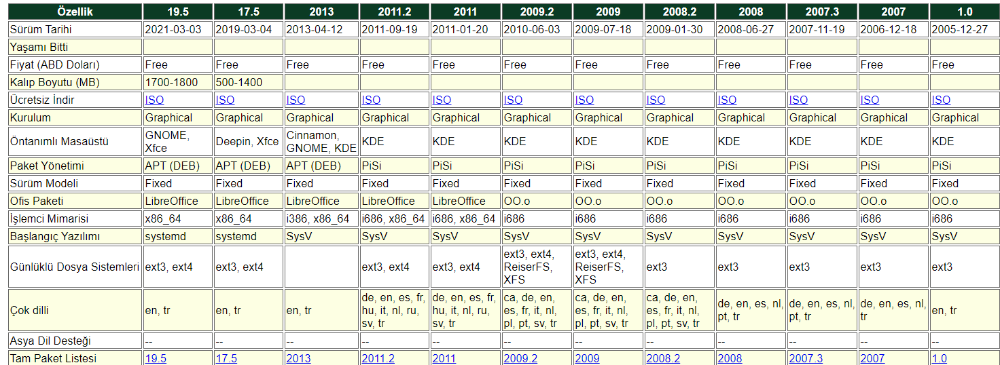 Özellik 19.5 17.5 2013 2011.2 2011 2009.2 2009 2008.2 2008 2007.3 2007 1.0
Sürüm Tarihi 2021-03-03 2019-03-04 2013-04-12 2011-09-19 2011-01-20 2010-06-03 2009-07-18 2009-01-30 2008-06-27 2007-11-19 2006-12-18 2005-12-27
Yaşamı Bitti
Fiyat (ABD Doları) Free Free Free Free Free Free Free Free Free Free Free Free
Kalıp Boyutu (MB) 1700-1800 500-1400
Ücretsiz İndir ISO ISO ISO ISO ISO ISO ISO ISO ISO ISO ISO ISO
Kurulum Graphical Graphical Graphical Graphical Graphical Graphical Graphical Graphical Graphical Graphical Graphical Graphical
Öntanımlı Masaüstü GNOME, Xfce Deepin, Xfce Cinnamon, GNOME, KDE KDE KDE KDE KDE KDE KDE KDE KDE KDE
Paket Yönetimi APT (DEB) APT (DEB) APT (DEB) PiSi PiSi PiSi PiSi PiSi PiSi PiSi PiSi PiSi
Sürüm Modeli Fixed Fixed Fixed Fixed Fixed Fixed Fixed Fixed Fixed Fixed Fixed Fixed
Ofis Paketi LibreOffice LibreOffice LibreOffice LibreOffice LibreOffice OO.o OO.o OO.o OO.o OO.o OO.o OO.o
İşlemci Mimarisi x86_64 x86_64 i386, x86_64 i686, x86_64 i686, x86_64 i686 i686 i686 i686 i686 i686 i686
Başlangıç Yazılımı systemd systemd SysV SysV SysV SysV SysV SysV SysV SysV SysV SysV
Günlüklü Dosya Sistemleri ext3, ext4 ext3, ext4 ext3, ext4 ext3, ext4 ext3, ext4, ReiserFS, XFS ext3, ext4, ReiserFS, XFS ext3 ext3 ext3 ext3 ext3
Çok dilli en, tr en, tr en, tr de, en, es, fr, hu, it, nl, ru, sv, tr de, en, es, fr, hu, it, nl, ru, sv, tr ca, de, en, es, fr, it, nl, pl, pt, sv, tr ca, de, en, es, fr, it, nl, pl, pt, sv, tr ca, de, en, es, fr, it, nl, pl, pt, sv, tr de, en, es, nl, pt, tr de, en, es, nl, pt, tr de, en, es, nl, tr en, tr
Asya Dil Desteği -- -- -- -- -- -- -- -- -- -- -- --
Tam Paket Listesi 19.5 17.5 2013 2011.2 2011 2009.2 2009 2008.2 2008 2007.3 2007 1.0